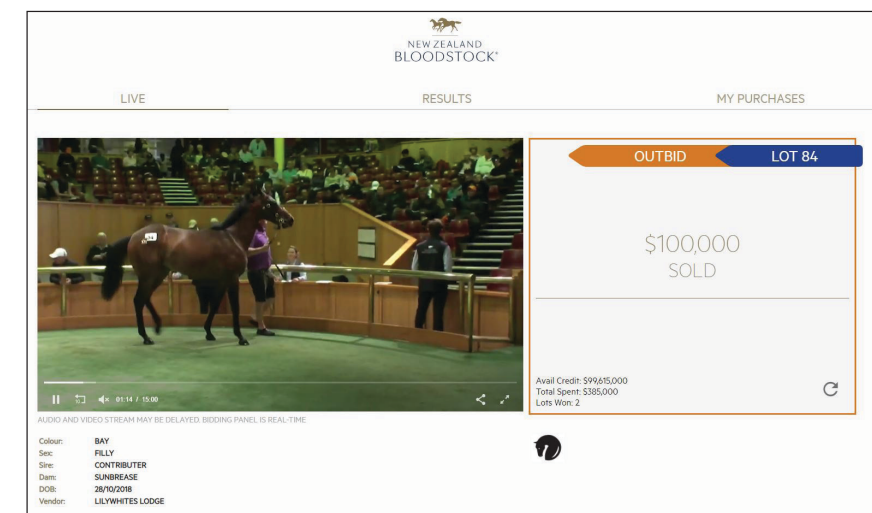 NEW ZEALAND
BLOODSTOCK®
LIVE RESULTS MY PURCHASES
OUTBID LOT 84
$100,000
SOLD
01:14 / 15:00
Avail Credit: $99,615,000
Total Spent: $385,000
Lots Won: 2
AUDIO AND VIDEO STREAM MAY BE DELAYED. BIDDING PANEL IS REAL-TIME
Colour: BAY
Sex: FILLY
Sire: CONTRIBUTER
Dam: SUNBREASE
DOB: 28/10/2018
Vendor: LILYWHITES LODGE